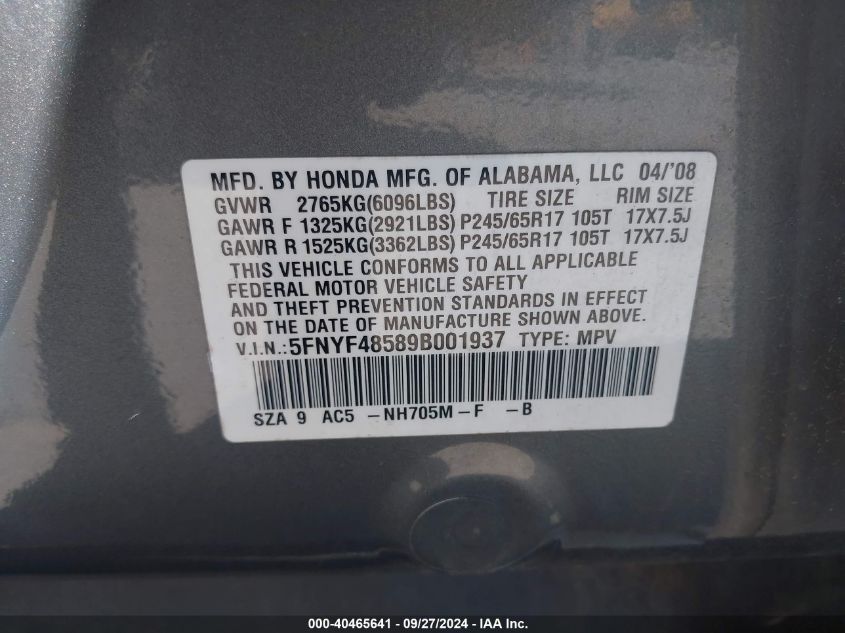 MFD. BY HONDA MFG. OF ALABAMA, LLC 04/'08
GVWR 2765KG(6096LBS) TIRE SIZE RIM SIZE
GAWR F 1325KG(2921LBS) P245/65R17 105T 17X7.5J
GAWR R 1525KG(3362LBS) P245/65R17 105T 17X7.5J
THIS VEHICLE CONFORMS TO ALL APPLICABLE
FEDERAL MOTOR VEHICLE SAFETY
AND THEFT PREVENTION STANDARDS IN EFFECT
ON THE DATE OF MANUFACTURE SHOWN ABOVE.
V.I.N.:5FNYF48589B001937 TYPE: MPV
SZA 9 AC5 -NH705M-F -B
000-40465641 - 09/27/2024 - IAA, Inc.